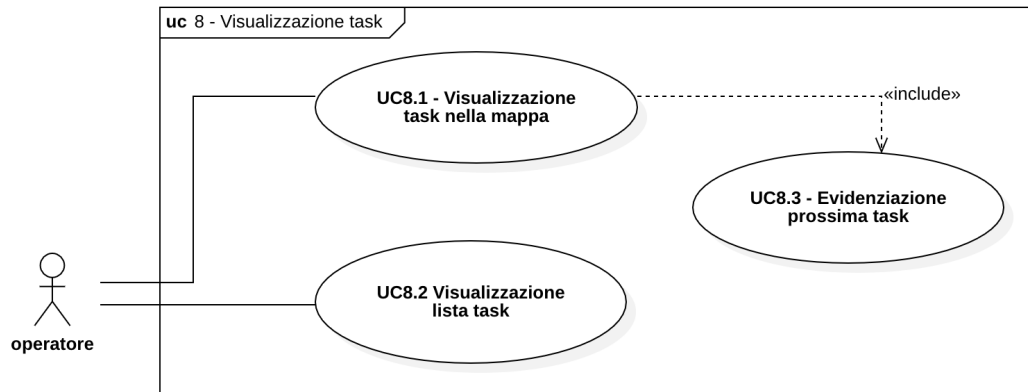 uc 8 - Visualizzazione task
UC8.1 - Visualizzazione
task nella mappa
«include»
UC8.3 - Evidenziazione
prossima task
UC8.2 Visualizzazione
lista task
operatore